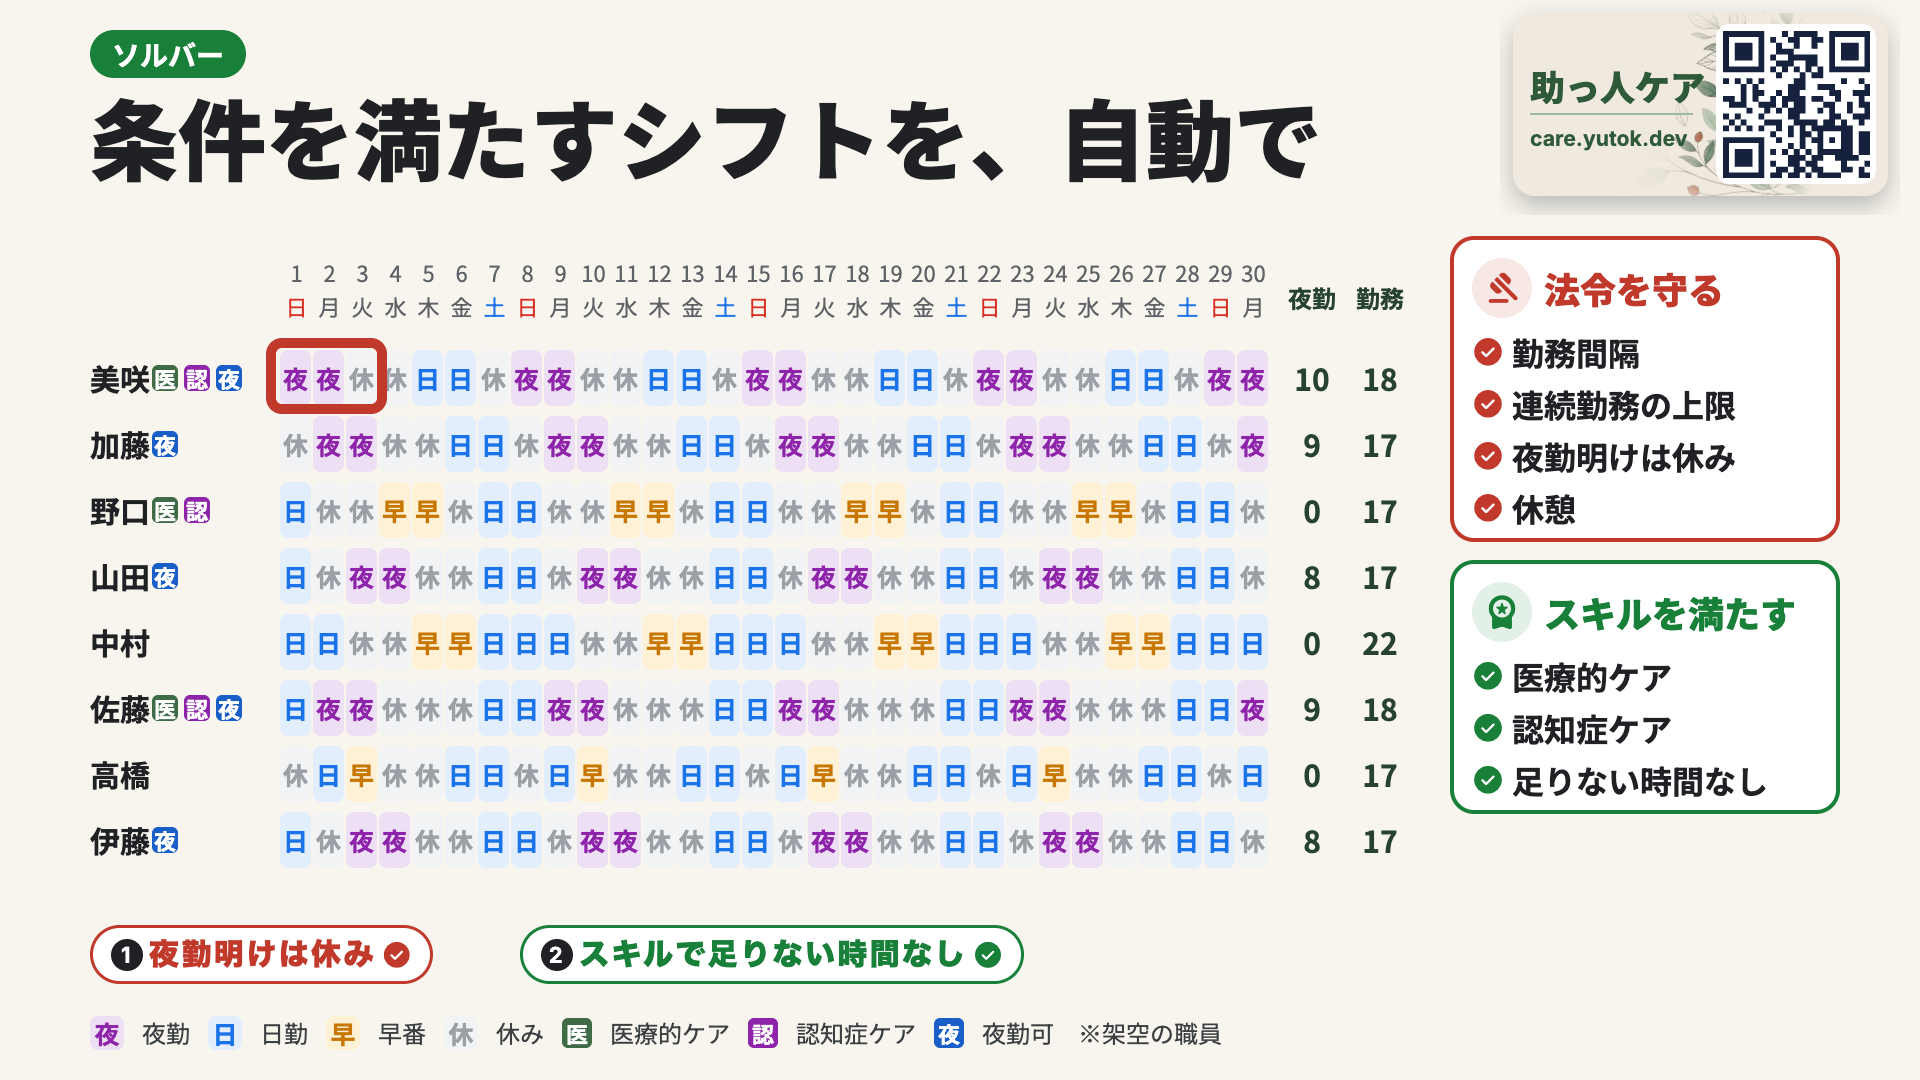 ソルバー
条件を満たすシフトを、自動で
助っ人ケア
care.yutok.dev
1 2 3 4 5 6 7 8 9 10 11 12 13 14 15 16 17 18 19 20 21 22 23 24 25 26 27 28 29 30
日 月 火 水 木 金 土 日 月 火 水 木 金 土 日 月 火 水 木 金 土 日 月 火 水 木 金 土 日 月 夜勤 勤務
美咲 医 認 夜 夜 夜 休 休 日 日 休 夜 夜 休 休 日 日 休 夜 夜 休 休 日 日 休 夜 夜 休 休 日 日 休 夜 夜 10 18
加藤 夜 休 夜 夜 休 休 日 日 休 夜 夜 休 休 日 日 休 夜 夜 休 休 日 日 休 夜 夜 休 休 日 日 休 夜 9 17
野口 医 認 日 休 休 早 早 休 日 日 休 休 早 早 休 日 日 休 休 早 早 休 日 日 休 休 早 早 休 日 日 休 0 17
山田 夜 日 休 夜 夜 休 休 日 日 休 夜 夜 休 休 日 日 休 夜 夜 休 休 日 日 休 夜 夜 休 休 日 日 休 8 17
中村 日 日 休 休 早 早 日 日 日 休 休 早 早 日 日 日 休 休 早 早 日 日 日 休 休 早 早 日 日 日 0 22
佐藤 医 認 夜 日 夜 夜 休 休 休 日 日 夜 夜 休 休 休 日 日 夜 夜 休 休 休 日 日 夜 夜 休 休 休 日 日 夜 9 18
高橋 休 日 早 休 休 日 日 休 日 早 休 休 日 日 休 日 早 休 休 日 日 休 日 早 休 休 日 日 休 日 0 17
伊藤 夜 日 休 夜 夜 休 休 日 日 休 夜 夜 休 休 日 日 休 夜 夜 休 休 日 日 休 夜 夜 休 休 日 日 休 8 17
法令を守る
勤務間隔
連続勤務の上限
夜勤明けは休み
休憩
スキルを満たす
医療的ケア
認知症ケア
足りない時間なし
1 夜勤明けは休み
2 スキルで足りない時間なし
夜 夜勤 日 日勤 早 早番 休 休み 医 医療的ケア 認 認知症ケア 夜 夜勤可 ※架空の職員